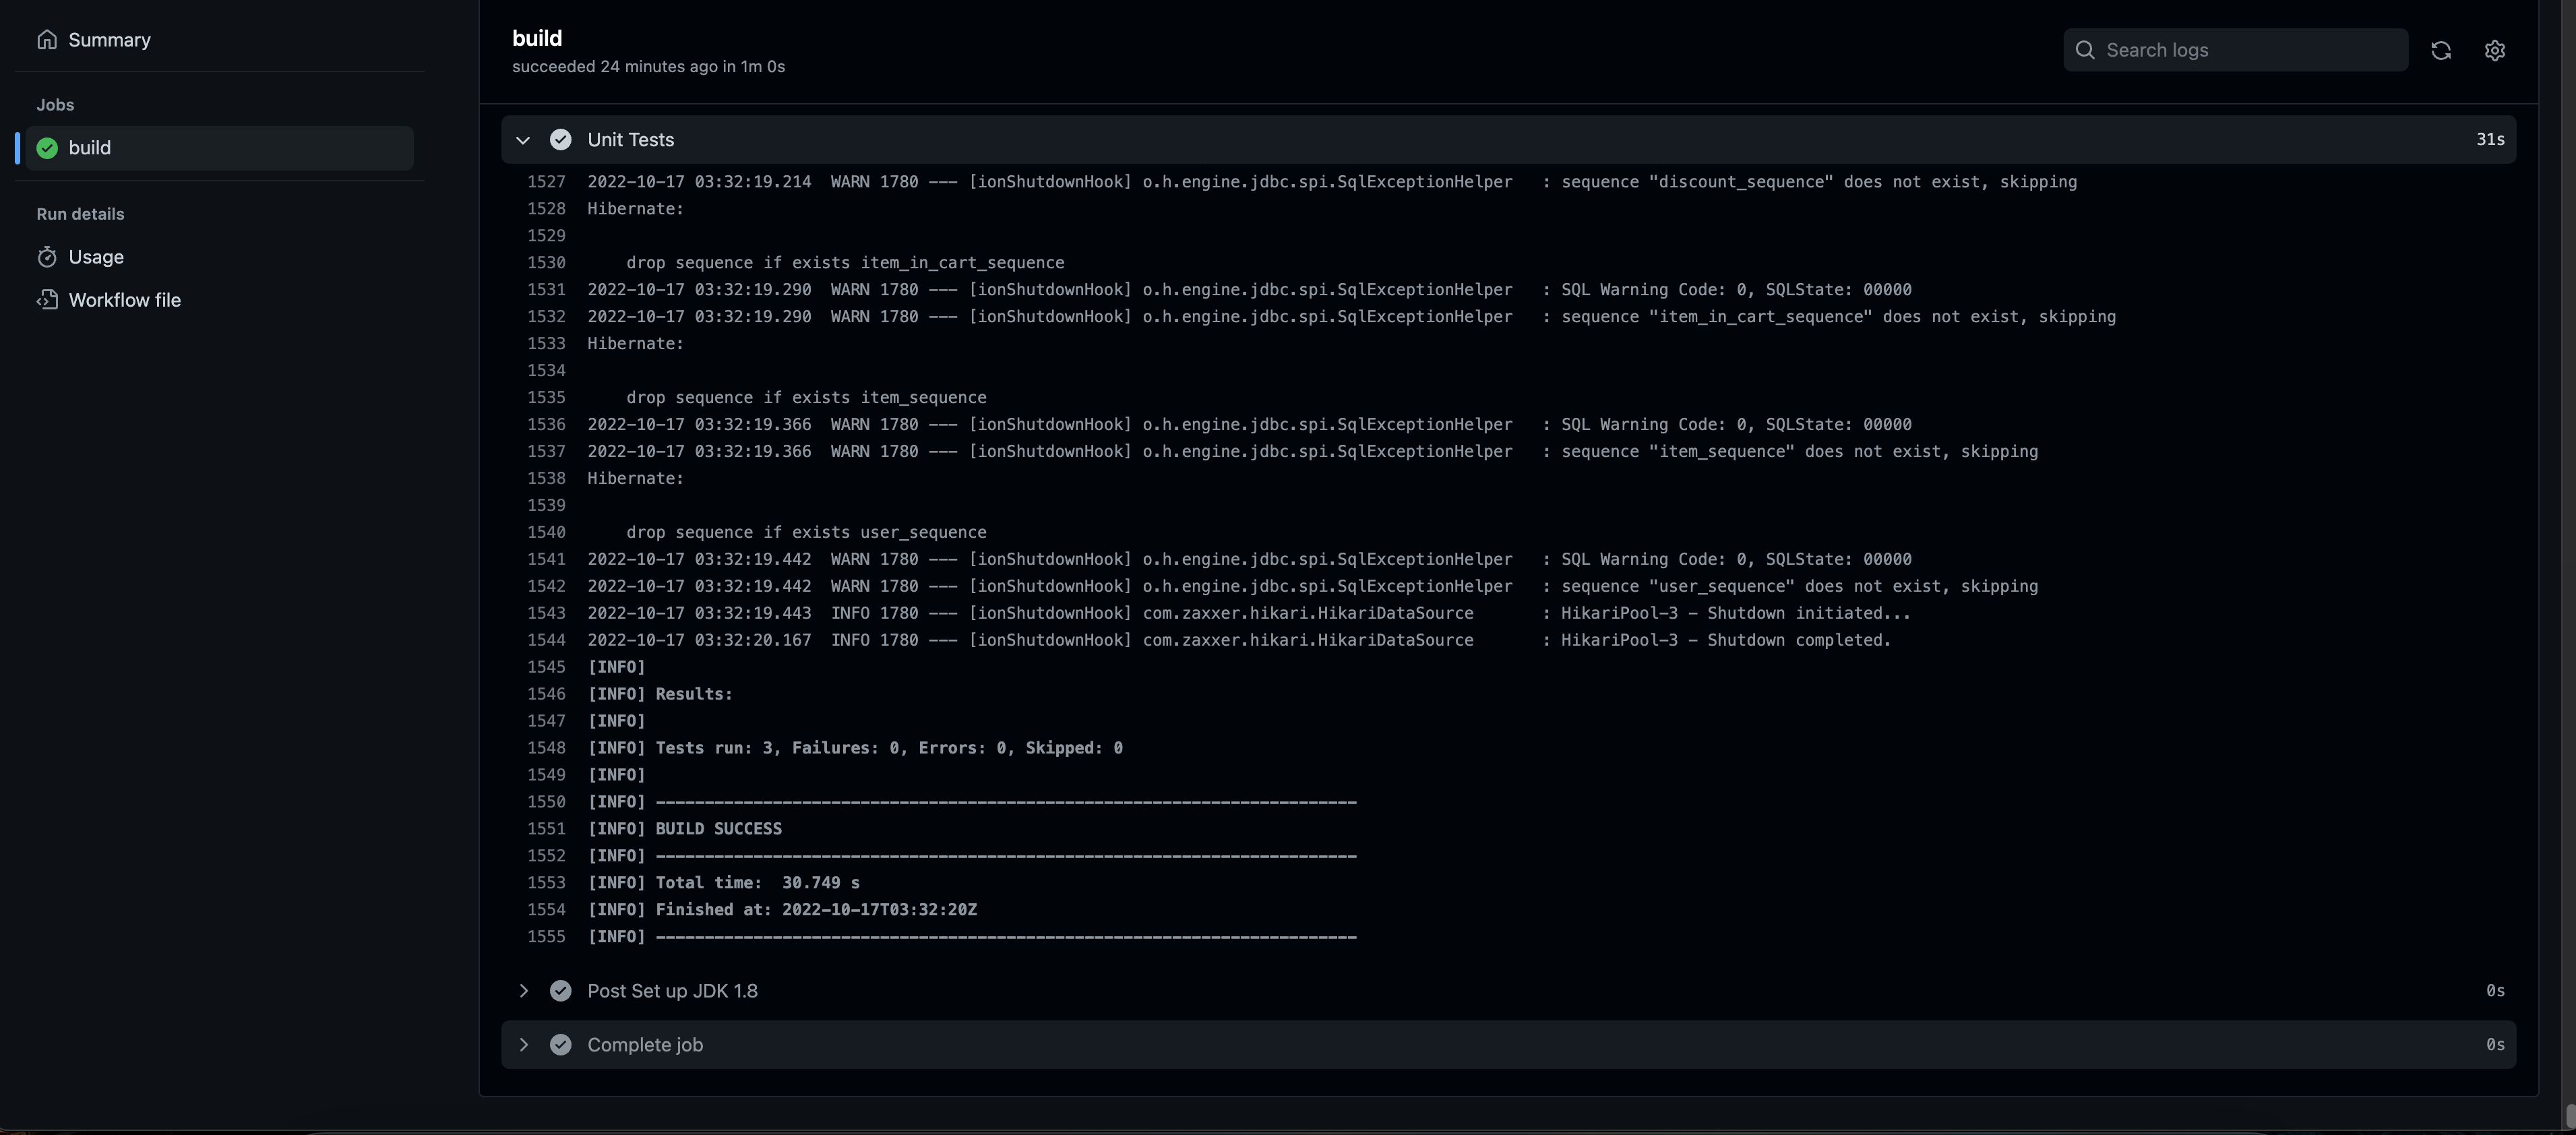 Summary
Jobs
build
Run details
Usage
Workflow file
build
succeeded 24 minutes ago in 1m 0s
Search logs
Unit Tests 31s
1527 2022-10-17 03:32:19.214  WARN 1780 --- [ionShutdownHook] o.h.engine.jdbc.spi.SqlExceptionHelper   : sequence "discount_sequence" does not exist, skipping
1528 Hibernate:
1529
1530     drop sequence if exists item_in_cart_sequence
1531 2022-10-17 03:32:19.290  WARN 1780 --- [ionShutdownHook] o.h.engine.jdbc.spi.SqlExceptionHelper   : SQL Warning Code: 0, SQLState: 00000
1532 2022-10-17 03:32:19.290  WARN 1780 --- [ionShutdownHook] o.h.engine.jdbc.spi.SqlExceptionHelper   : sequence "item_in_cart_sequence" does not exist, skipping
1533 Hibernate:
1534
1535     drop sequence if exists item_sequence
1536 2022-10-17 03:32:19.366  WARN 1780 --- [ionShutdownHook] o.h.engine.jdbc.spi.SqlExceptionHelper   : SQL Warning Code: 0, SQLState: 00000
1537 2022-10-17 03:32:19.366  WARN 1780 --- [ionShutdownHook] o.h.engine.jdbc.spi.SqlExceptionHelper   : sequence "item_sequence" does not exist, skipping
1538 Hibernate:
1539
1540     drop sequence if exists user_sequence
1541 2022-10-17 03:32:19.442  WARN 1780 --- [ionShutdownHook] o.h.engine.jdbc.spi.SqlExceptionHelper   : SQL Warning Code: 0, SQLState: 00000
1542 2022-10-17 03:32:19.442  WARN 1780 --- [ionShutdownHook] o.h.engine.jdbc.spi.SqlExceptionHelper   : sequence "user_sequence" does not exist, skipping
1543 2022-10-17 03:32:19.443  INFO 1780 --- [ionShutdownHook] com.zaxxer.hikari.HikariDataSource       : HikariPool-3 - Shutdown initiated...
1544 2022-10-17 03:32:20.167  INFO 1780 --- [ionShutdownHook] com.zaxxer.hikari.HikariDataSource       : HikariPool-3 - Shutdown completed.
1545 [INFO]
1546 [INFO] Results:
1547 [INFO]
1548 [INFO] Tests run: 3, Failures: 0, Errors: 0, Skipped: 0
1549 [INFO]
1550 [INFO] ------------------------------------------------------------------------
1551 [INFO] BUILD SUCCESS
1552 [INFO] ------------------------------------------------------------------------
1553 [INFO] Total time:  30.749 s
1554 [INFO] Finished at: 2022-10-17T03:32:20Z
1555 [INFO] ------------------------------------------------------------------------
Post Set up JDK 1.8 0s
Complete job 0s